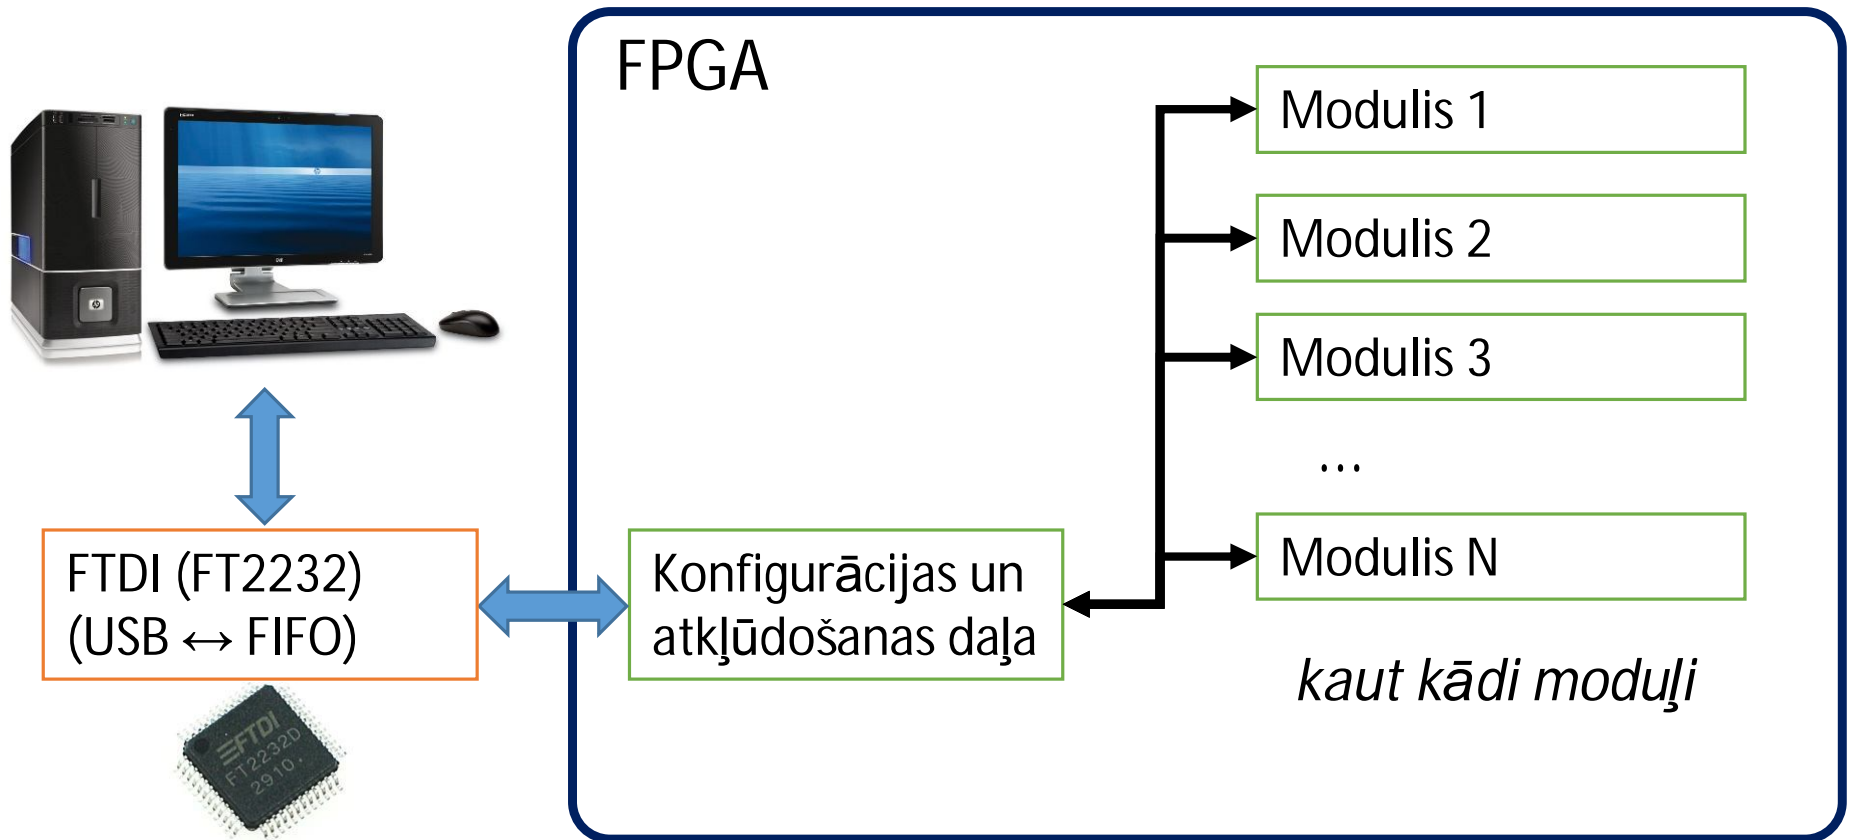 FPGA
Modulis 1
Modulis 2
Modulis 3
...
Modulis N
kaut kādi moduļi
FTDI (FT2232)
(USB ↔ FIFO)
Konfigurācijas un
atkļūdošanas daļa
FTDI
FT2232D
2910.